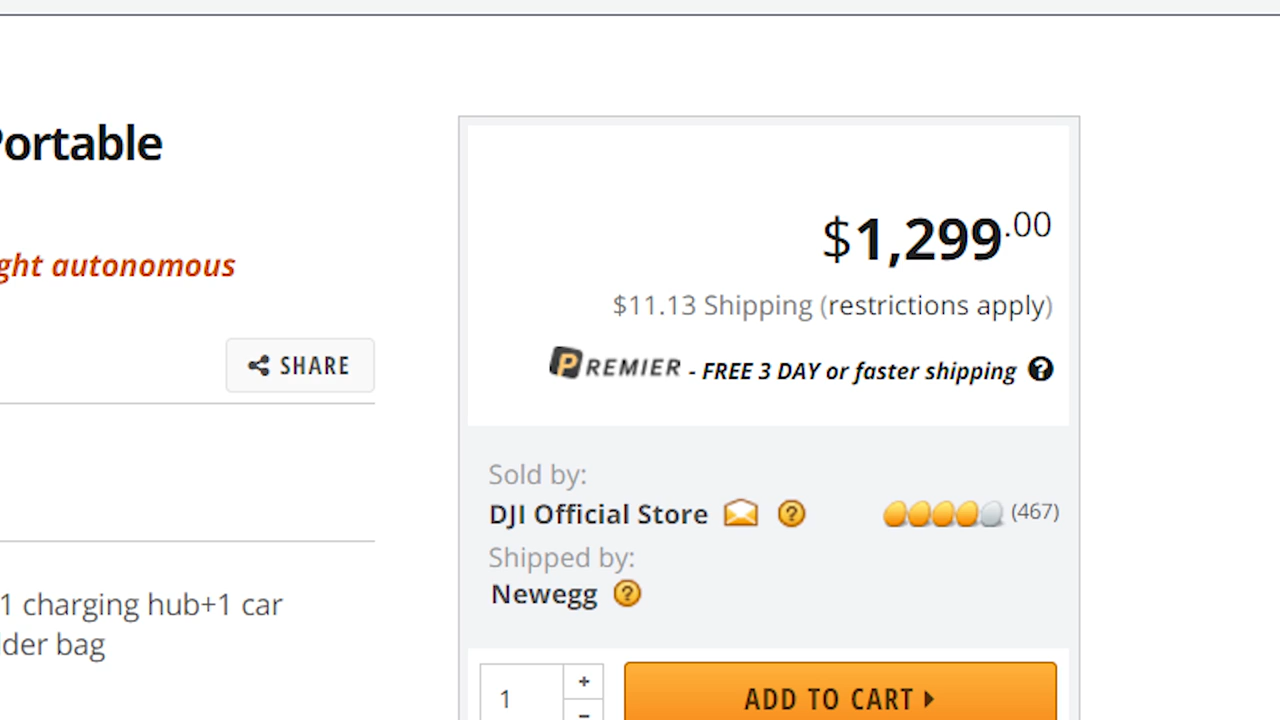 Portable
ght autonomous
SHARE
1 charging hub+1 car
lder bag
$1,299.00
$11.13 Shipping (restrictions apply)
PREMIER - FREE 3 DAY or faster shipping ?
Sold by:
DJI Official Store ? (467)
Shipped by:
Newegg ?
1 +
-
ADD TO CART